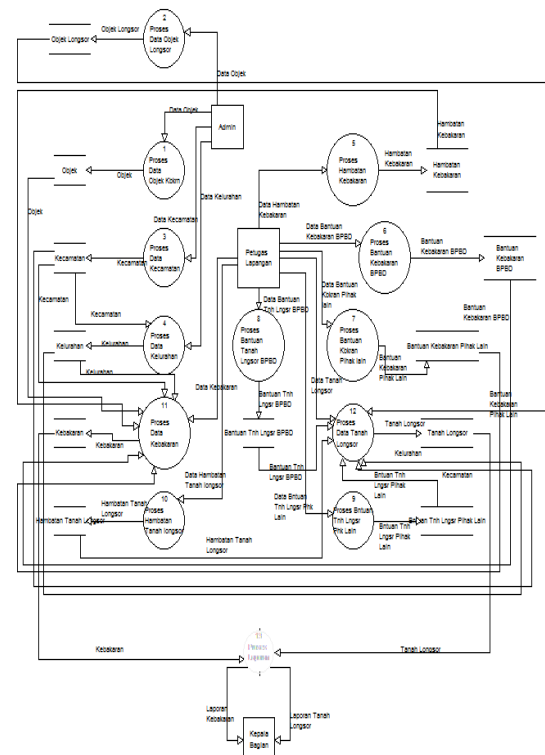 2
Proses
Data Objek
Longsor
Objek Longsor
Objek Longsor
Data Objek
Data Objek
Admin
1
Proses
Data
Objek Kbkrn
Objek
Objek
Objek
Data Kelurahan
Data Kecamatan
3
Proses
Data
Kecamatan
Kecamatan
Kecamatan
Kecamatan
Kecamatan
4
Proses
Data
Kelurahan
Kelurahan
Kelurahan
Kelurahan
5
Proses
Hambatan
Kebakaran
Hambatan
Kebakaran
Hambatan Kebakaran
Hambatan
Kebakaran
Data Hambatan
Kebakaran
Petugas
Lapangan
Data Bantuan
Kebakaran BPBD
6
Proses
Bantuan
Kebakaran
BPBD
Bantuan
Kebakaran BPBD
Bantuan
Kebakaran
BPBD
Bantuan
Kebakaran BPBD
Data Bantuan
Tnh Lngsr BPBD
Data Bantuan
Kbkran Pihak
lain
7
Proses
Bantuan
Kbkran
Pihak lain
Bantuan
Kebakaran
Pihak Lain
Bantuan Kebakaran Pihak Lain
Bantuan
Kebakaran
Pihak Lain
8
Proses
Bantuan
Tanah
Lngsor BPBD
Bantuan Tnh
Lngsr BPBD
Bantuan Tnh Lngsr BPBD
Bantuan Tnh
Lngsr BPBD
Data Kebakaran
Data Tanah
Longsor
11
Proses
Data
Kebakaran
Kebakaran
Kebakaran
12
Proses
Data Tanah
Longsor
Tanah Longsor
Tanah Longsor
Kelurahan
Kecamatan
Data Hambatan
Tanah longsor
10
Proses
Hambatan
Tanah longsor
Hambatan Tanah
Longsor
Hambatan Tanah Longsor
Hambatan Tanah
Longsor
Data Bntuan
Tnh Lngsr Phk
Lain
9
Proses Bntuan
Tnh Lngsr
Phk Lain
Bntuan Tnh
Lngsr Pihak
Lain
Bntuan Tnh
Lngsr Pihak Lain
Bntuan Tnh Lngsr Pihak Lain
Kebakaran
Tanah Longsor
13
Proses
Laporan
Laporan
Kebakaran
Laporan Tanah
Longsor
Kepala
Bagian